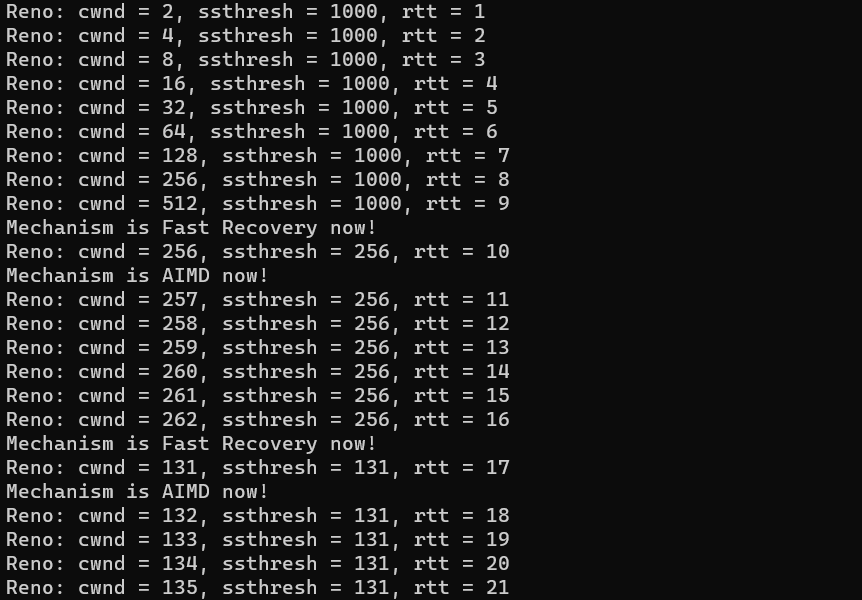 Reno: cwnd = 2, ssthresh = 1000, rtt = 1
Reno: cwnd = 4, ssthresh = 1000, rtt = 2
Reno: cwnd = 8, ssthresh = 1000, rtt = 3
Reno: cwnd = 16, ssthresh = 1000, rtt = 4
Reno: cwnd = 32, ssthresh = 1000, rtt = 5
Reno: cwnd = 64, ssthresh = 1000, rtt = 6
Reno: cwnd = 128, ssthresh = 1000, rtt = 7
Reno: cwnd = 256, ssthresh = 1000, rtt = 8
Reno: cwnd = 512, ssthresh = 1000, rtt = 9
Mechanism is Fast Recovery now!
Reno: cwnd = 256, ssthresh = 256, rtt = 10
Mechanism is AIMD now!
Reno: cwnd = 257, ssthresh = 256, rtt = 11
Reno: cwnd = 258, ssthresh = 256, rtt = 12
Reno: cwnd = 259, ssthresh = 256, rtt = 13
Reno: cwnd = 260, ssthresh = 256, rtt = 14
Reno: cwnd = 261, ssthresh = 256, rtt = 15
Reno: cwnd = 262, ssthresh = 256, rtt = 16
Mechanism is Fast Recovery now!
Reno: cwnd = 131, ssthresh = 131, rtt = 17
Mechanism is AIMD now!
Reno: cwnd = 132, ssthresh = 131, rtt = 18
Reno: cwnd = 133, ssthresh = 131, rtt = 19
Reno: cwnd = 134, ssthresh = 131, rtt = 20
Reno: cwnd = 135, ssthresh = 131, rtt = 21